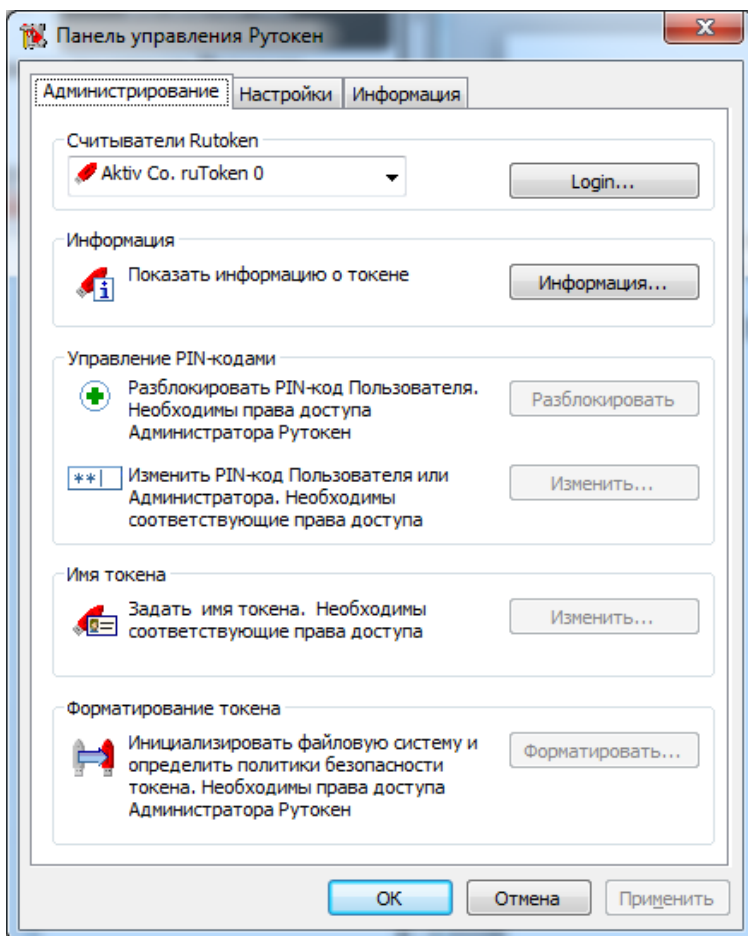 Панель управления Рутокен
Администрирование Настройки Информация
Считыватели Rutoken
Aktiv Co. ruToken 0
Login...
Информация
Показать информацию о токене
Информация...
Управление PIN-кодами
Разблокировать PIN-код Пользователя.
Необходимы права доступа
Администратора Рутокен
Разблокировать
**|
Изменить PIN-код Пользователя или
Администратора. Необходимы
соответствующие права доступа
Изменить...
Имя токена
Задать имя токена. Необходимы
соответствующие права доступа
Изменить...
Форматирование токена
Инициализировать файловую систему и
определить политики безопасности
токена. Необходимы права доступа
Администратора Рутокен
Форматировать...
OK Отмена Применить